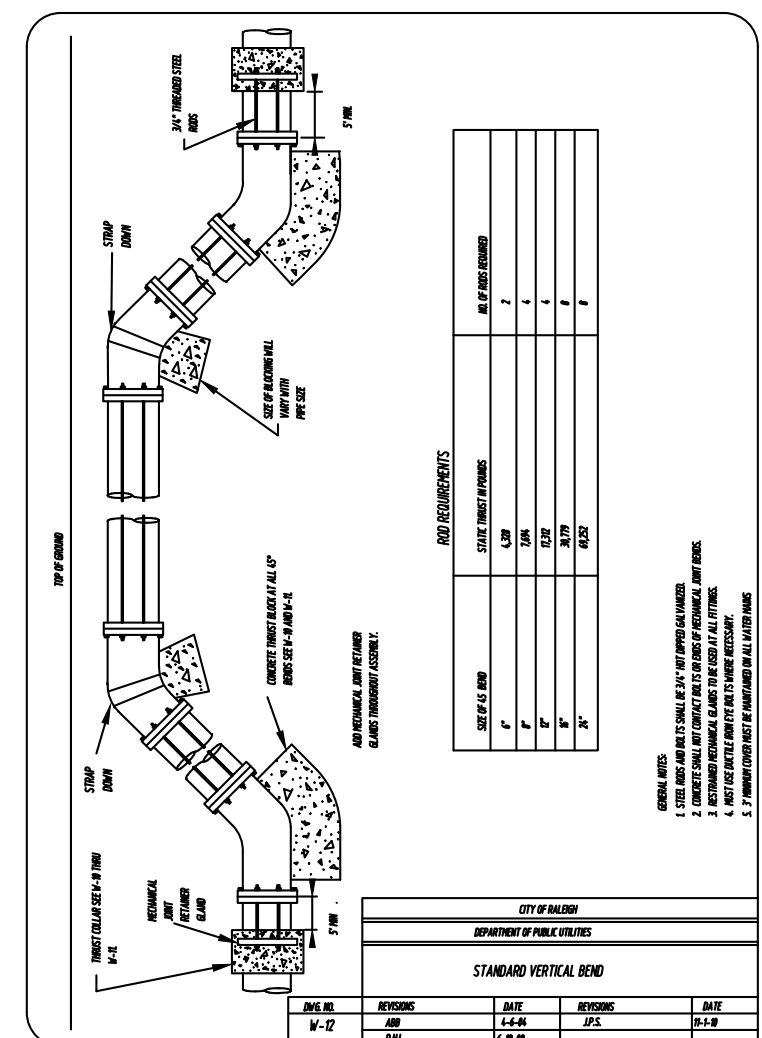 TOP OF GROUND
3/4" THREADED STEEL
RODS
5' MIN.
STRAP
DOWN
SIZE OF BLOCKING WILL
VARY WITH
PIPE SIZE
STRAP
DOWN
CONCRETE THRUST BLOCK AT ALL 45°
BENDS SEE W-10 AND W-11.
ADD MECHANICAL JOINT RETAINER
GLANDS THROUGHOUT ASSEMBLY.
THRUST COLLAR SEE W-10 THRU
W-11.
MECHANICAL
JOINT
RETAINER
GLAND
5' MIN .
ROD REQUIREMENTS
SIZE OF 45 BEND STATIC THRUST IN POUNDS NO. OF RODS REQUIRED
6" 4,328 2
8" 7,694 4
12" 17,312 4
16" 30,779 8
24" 69,252 8
GENERAL NOTES:
1. STEEL RODS AND BOLTS SHALL BE 3/4" HOT DIPPED GALVANIZED.
2. CONCRETE SHALL NOT CONTACT BOLTS OR ENDS OF MECHANICAL JOINT BENDS.
3. RESTRAINED MECHANICAL GLANDS TO BE USED AT ALL FITTINGS.
4. MUST USE DUCTILE IRON EYE BOLTS WHERE NECESSARY.
5. 3' MINIMUM COVER MUST BE MAINTAINED ON ALL WATER MAINS
CITY OF RALEIGH
DEPARTMENT OF PUBLIC UTILITIES
STANDARD VERTICAL BEND
DWG. NO. REVISIONS DATE REVISIONS DATE
W-12 ABB 4-6-04 J.P.S. 11-1-10